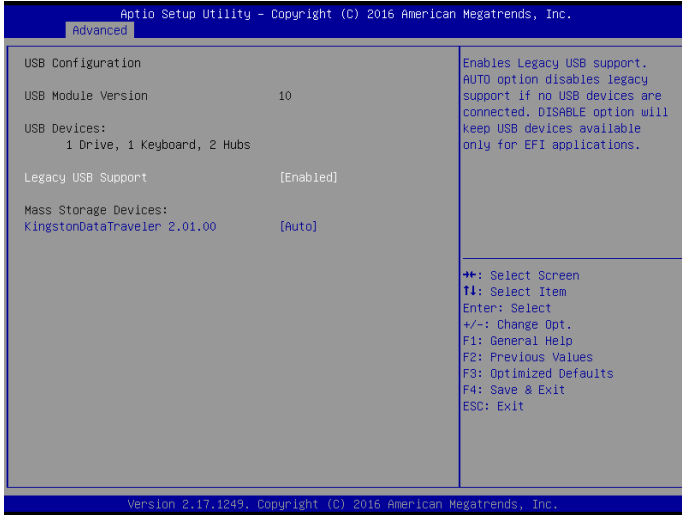 Aptio Setup Utility – Copyright (C) 2016 American Megatrends, Inc.
Advanced
USB Configuration
USB Module Version 10
USB Devices:
1 Drive, 1 Keyboard, 2 Hubs
Legacy USB Support [Enabled]
Mass Storage Devices:
KingstonDataTraveler 2.01.00 [Auto]
Enables Legacy USB support.
AUTO option disables legacy
support if no USB devices are
connected. DISABLE option will
keep USB devices available
only for EFI applications.
→←: Select Screen
↑↓: Select Item
Enter: Select
+/-: Change Opt.
F1: General Help
F2: Previous Values
F3: Optimized Defaults
F4: Save & Exit
ESC: Exit
Version 2.17.1249. Copyright (C) 2016 American Megatrends, Inc.